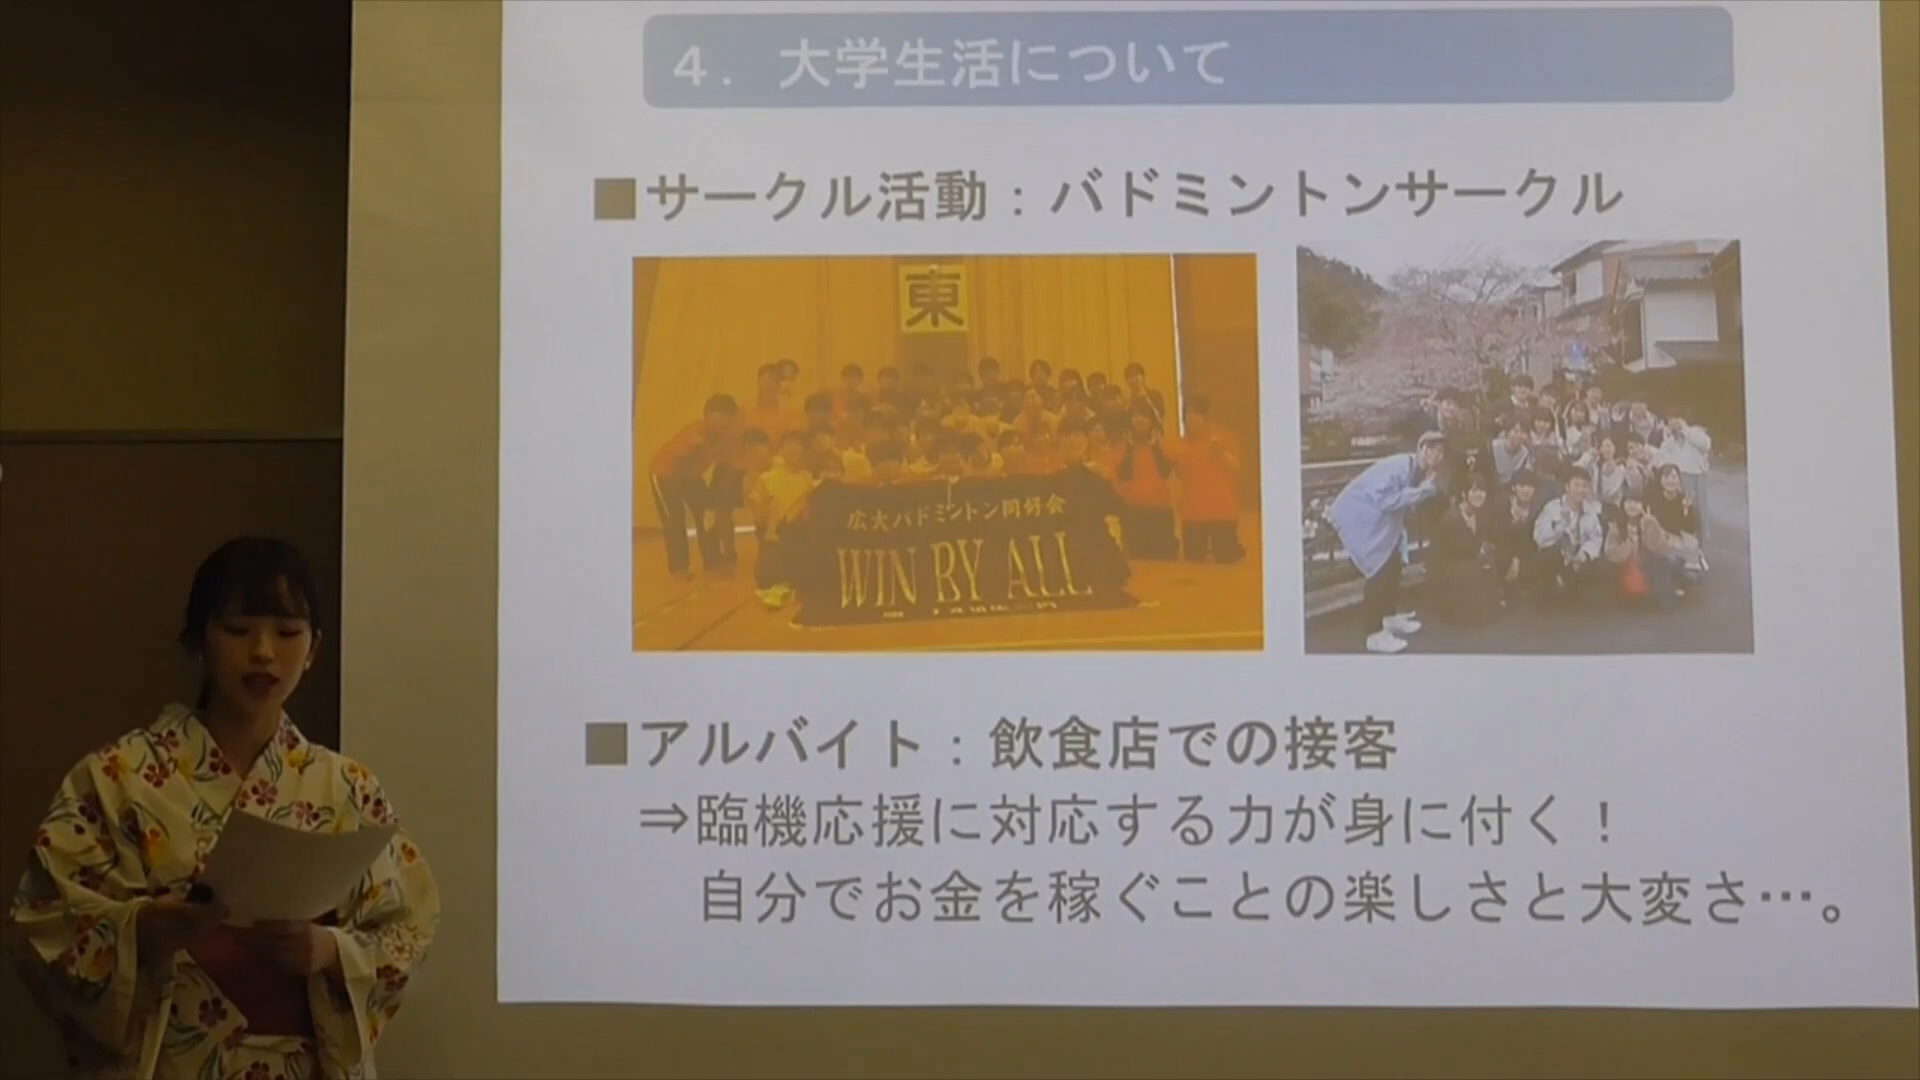 ４．大学生活について
■サークル活動：バドミントンサークル
東
広大バドミントン同好会
WIN BY ALL
■アルバイト：飲食店での接客
⇒臨機応援に対応する力が身に付く！
自分でお金を稼ぐことの楽しさと大変さ…。